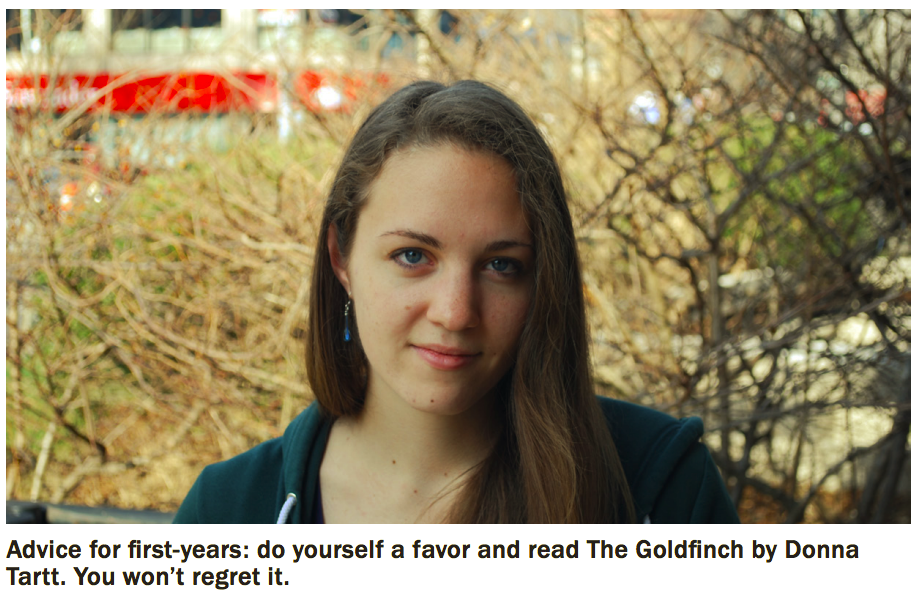 Advice for first-years: do yourself a favor and read The Goldfinch by Donna
Tartt. You won’t regret it.